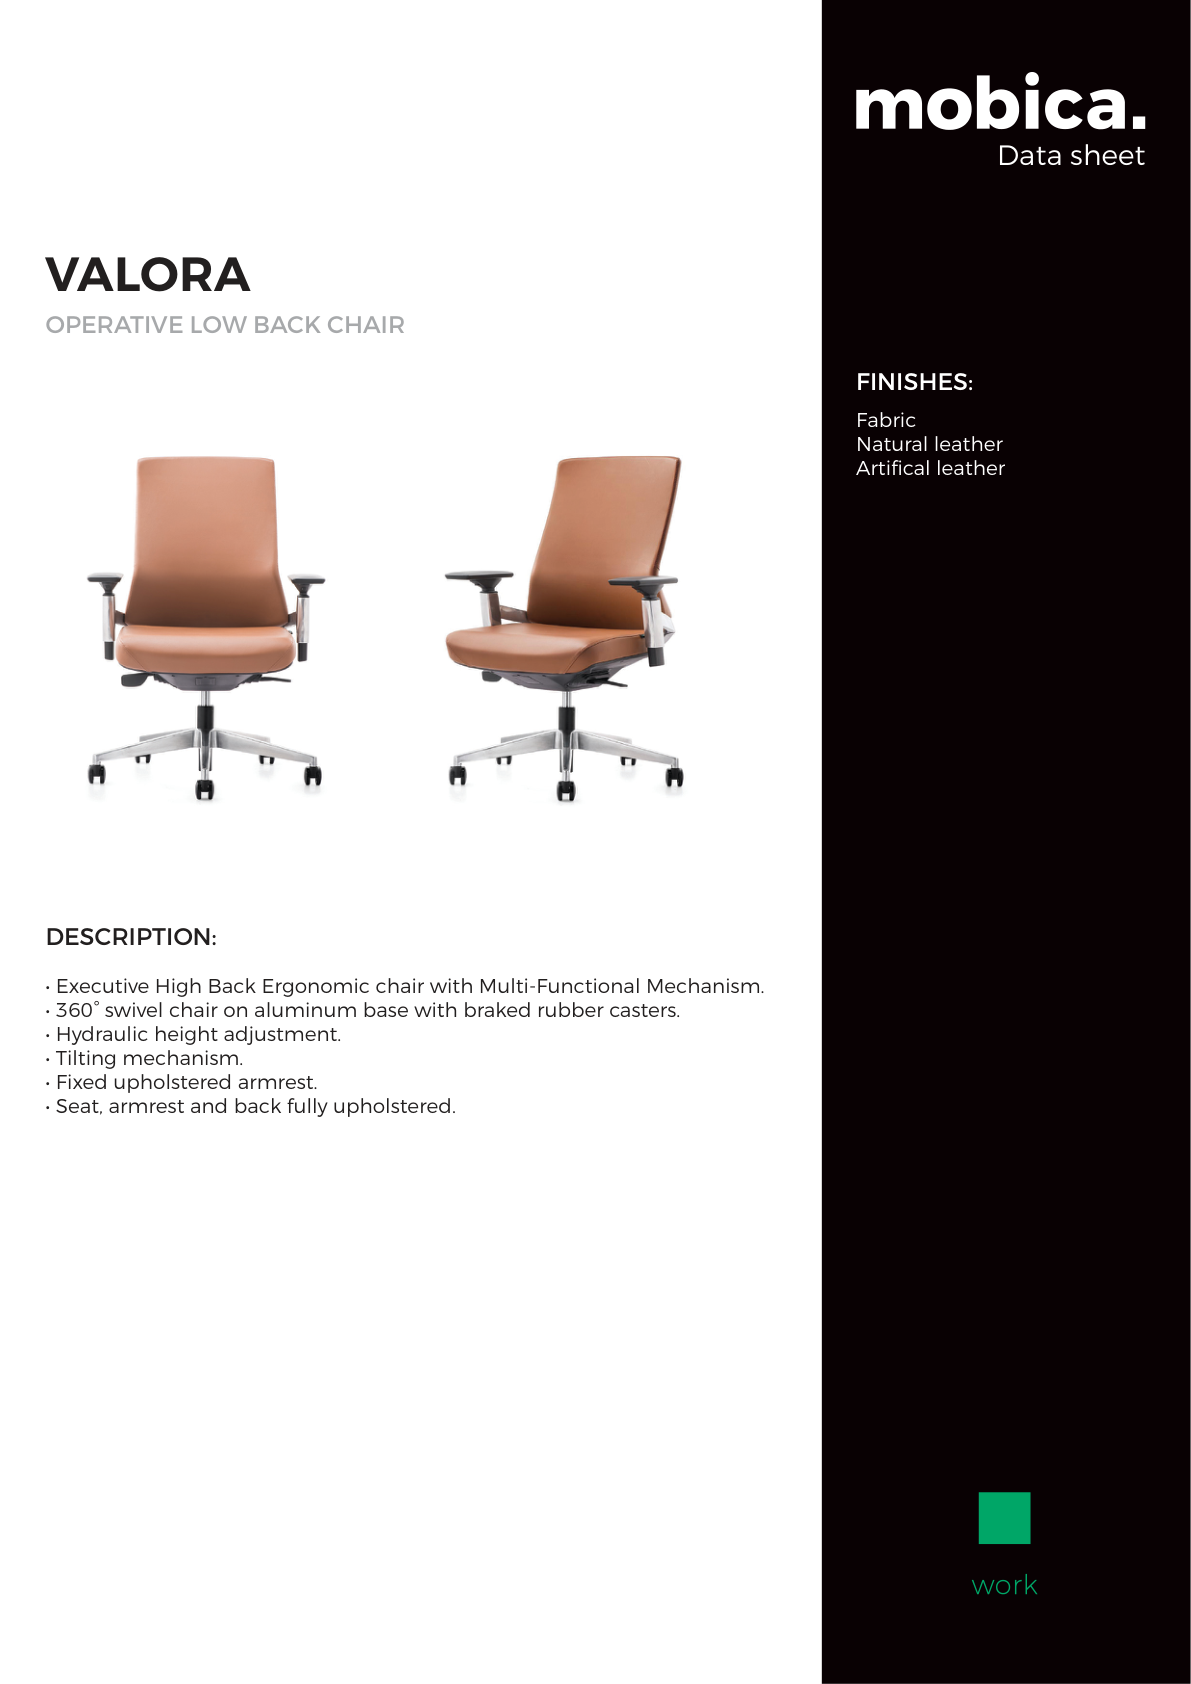 mobica.
Data sheet
VALORA
OPERATIVE LOW BACK CHAIR
FINISHES:
Fabric
Natural leather
Artifical leather
DESCRIPTION:
• Executive High Back Ergonomic chair with Multi-Functional Mechanism.
• 360° swivel chair on aluminum base with braked rubber casters.
• Hydraulic height adjustment.
• Tilting mechanism.
• Fixed upholstered armrest.
• Seat, armrest and back fully upholstered.
work